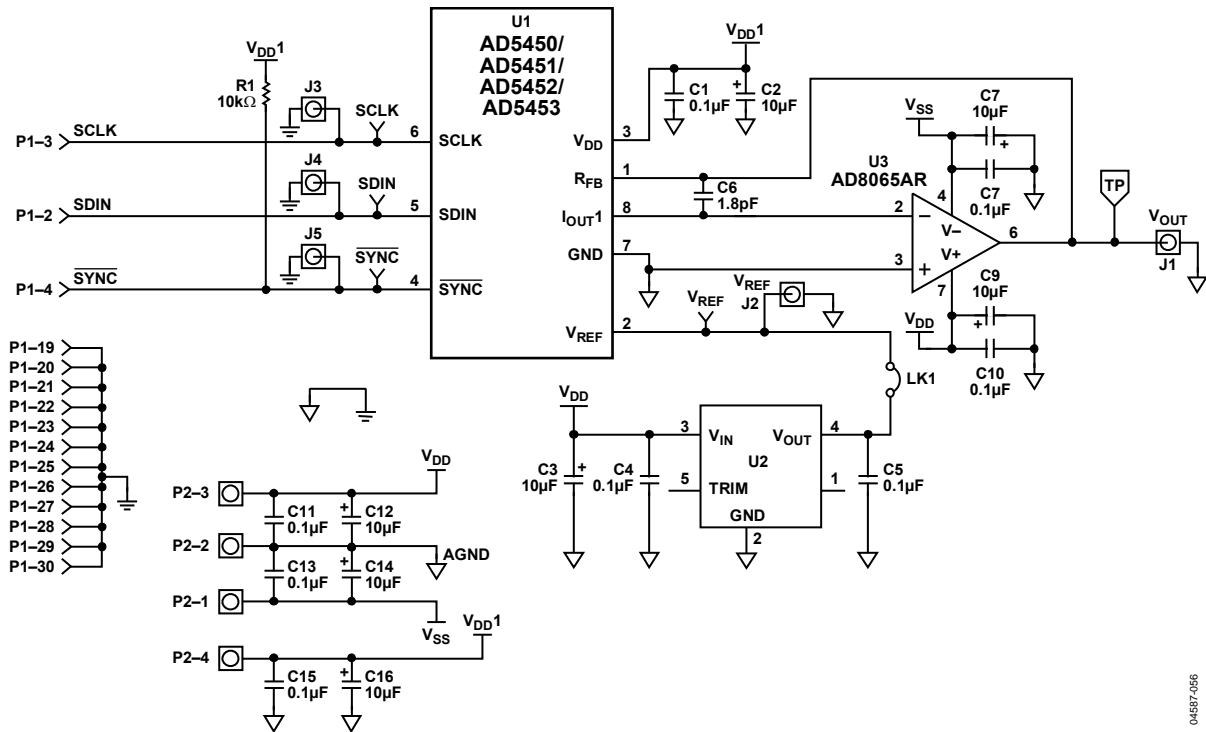 U1
AD5450/
AD5451/
AD5452/
AD5453
VDD1
R1
10kΩ
J3
SCLK
P1–3
SCLK
6
SCLK
J4
SDIN
P1–2
SDIN
5
SDIN
J5
SYNC
P1–4
SYNC
4
SYNC
VDD
3
RFB
1
IOUT1
8
GND
7
VREF
2
VDD1
C1
0.1µF
+
C2
10µF
C6
1.8pF
VSS
C7
10µF
+
C7
0.1µF
U3
AD8065AR
4
2
–
V–
V+
3
+
6
7
TP
VOUT
J1
C9
10µF
+
VDD
C10
0.1µF
VREF
VREF
J2
LK1
VDD
3
VIN
VOUT
4
U2
5
TRIM
1
GND
2
C3
10µF
+
C4
0.1µF
C5
0.1µF
P1–19
P1–20
P1–21
P1–22
P1–23
P1–24
P1–25
P1–26
P1–27
P1–28
P1–29
P1–30
P2–3
VDD
C11
0.1µF
+
C12
10µF
P2–2
AGND
C13
0.1µF
+
C14
10µF
P2–1
VSS
P2–4
VDD1
C15
0.1µF
+
C16
10µF
04587-056